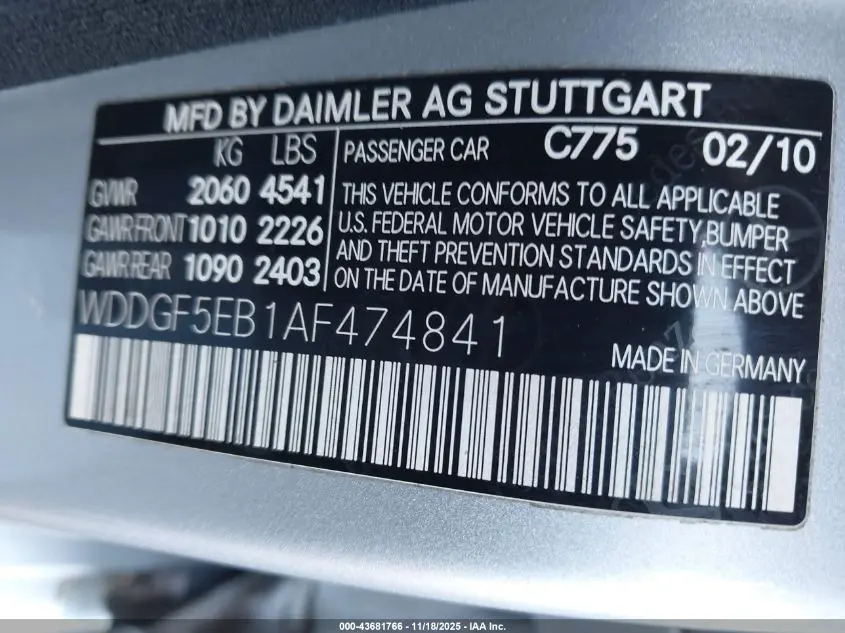 MFD BY DAIMLER AG STUTTGART
KG LBS
GVWR 2060 4541
GAWR FRONT 1010 2226
GAWR REAR 1090 2403
PASSENGER CAR C775 02/10
THIS VEHICLE CONFORMS TO ALL APPLICABLE
U.S. FEDERAL MOTOR VEHICLE SAFETY,BUMPER
AND THEFT PREVENTION STANDARDS IN EFFECT
ON THE DATE OF MANUFACTURE SHOWN ABOVE
WDDGF5EB1AF474841
MADE IN GERMANY
000-43681766 - 11/18/2025 - IAA Inc.